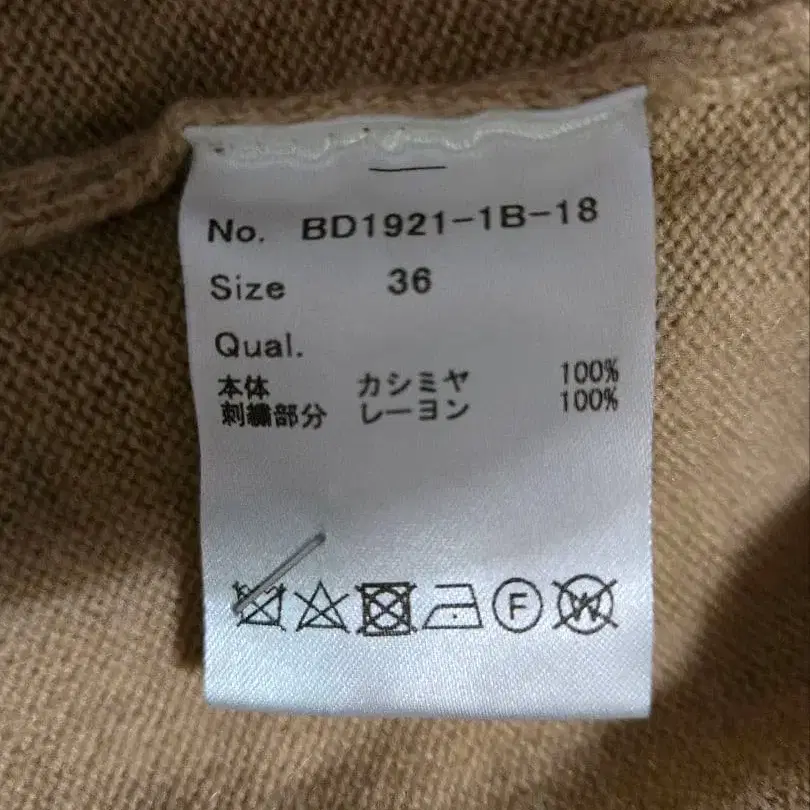 No. BD1921-1B-18
Size 36
Qual.
本体 カシミヤ 100%
刺繍部分 レーヨン 100%
F W